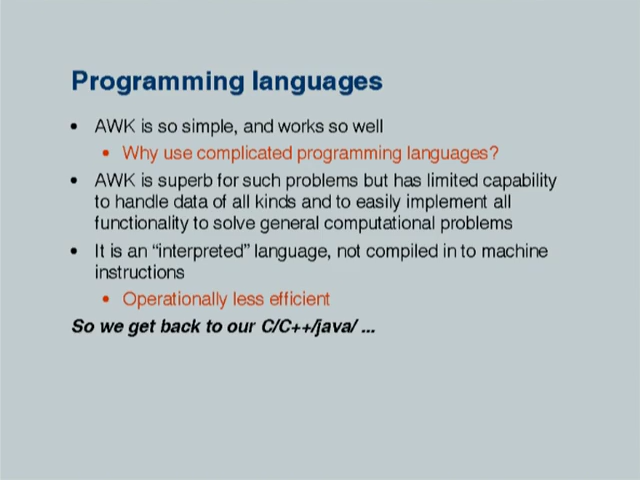 Programming languages
• AWK is so simple, and works so well
• Why use complicated programming languages?
• AWK is superb for such problems but has limited capability
to handle data of all kinds and to easily implement all
functionality to solve general computational problems
• It is an “interpreted” language, not compiled in to machine
instructions
• Operationally less efficient
So we get back to our C/C++/java/ ...